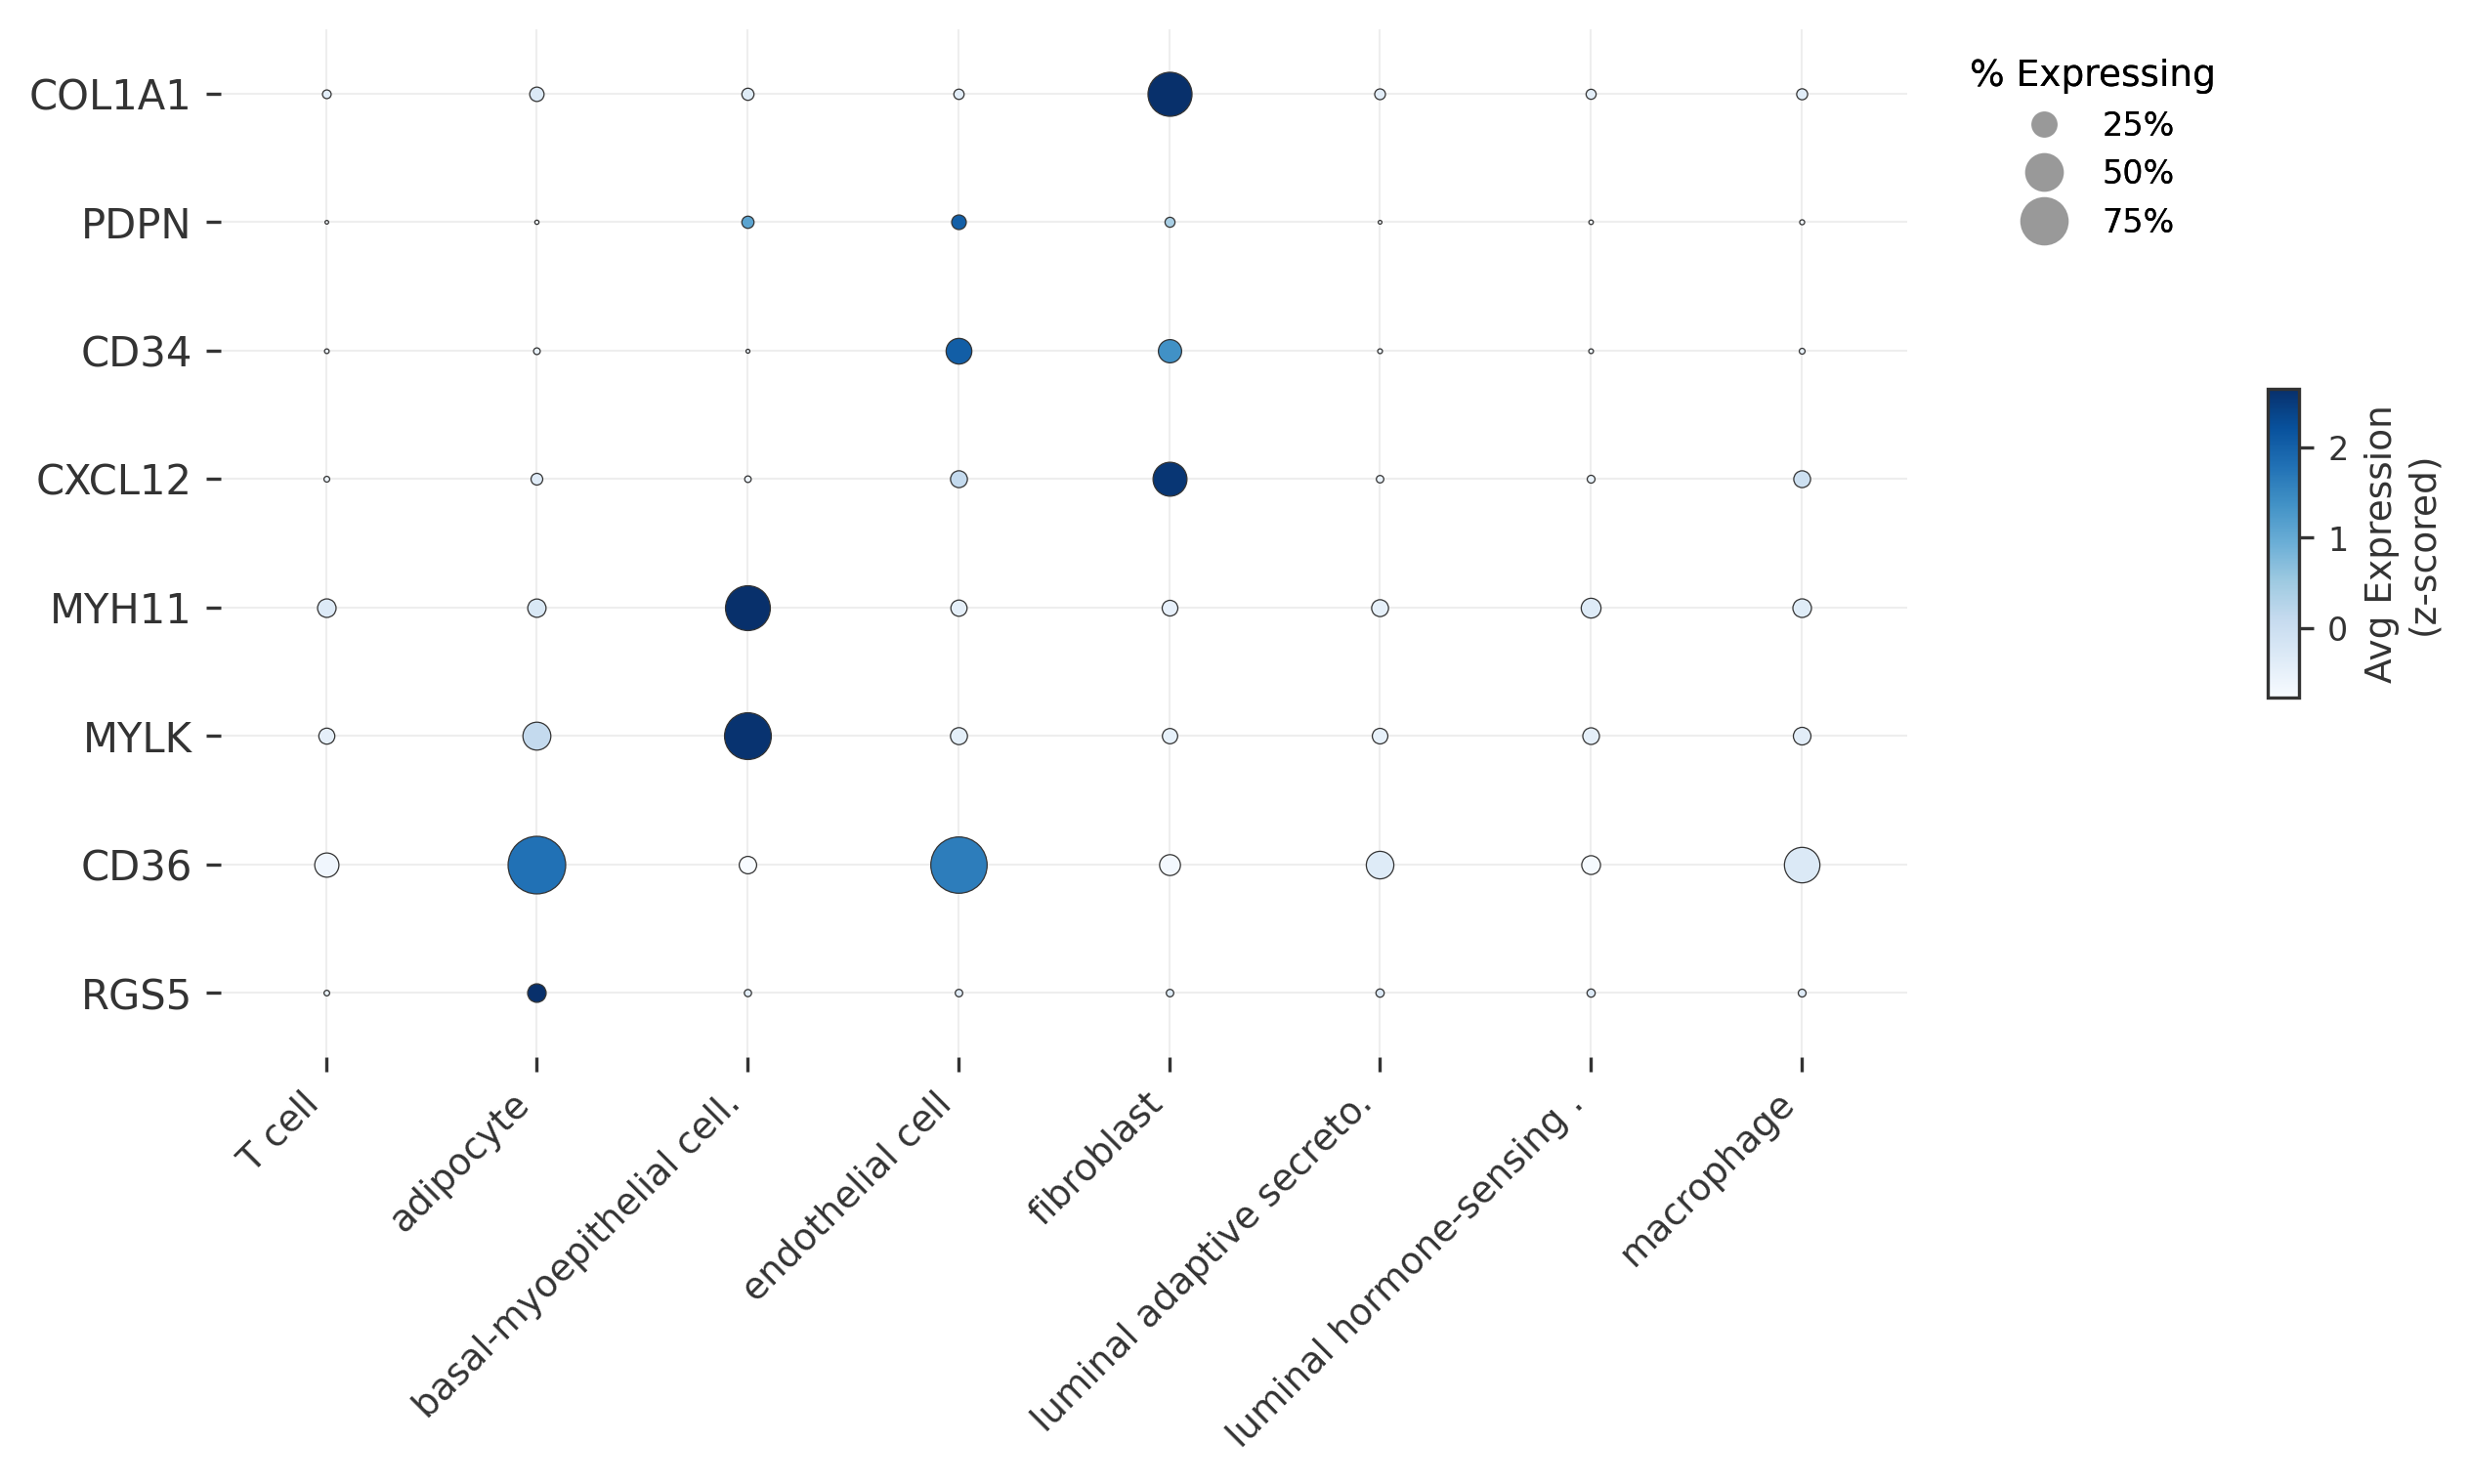 COL1A1
PDPN
CD34
CXCL12
MYH11
MYLK
CD36
RGS5
T cell
adipocyte
basal-myoepithelial cell.
endothelial cell
fibroblast
luminal adaptive secreto.
luminal hormone-sensing .
macrophage
% Expressing
25%
50%
75%
2
1
0
Avg Expression
(z-scored)